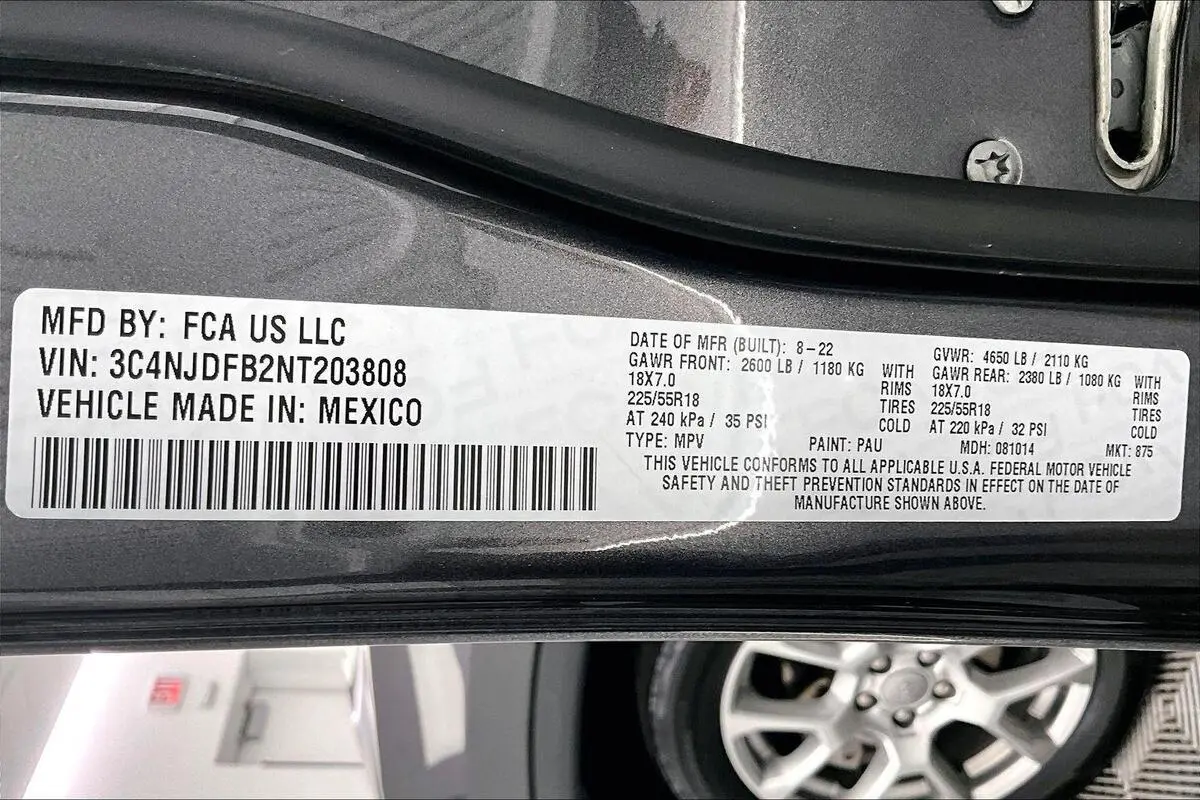 MFD BY: FCA US LLC
VIN: 3C4NJDFB2NT203808
VEHICLE MADE IN: MEXICO
DATE OF MFR (BUILT): 8-22
GAWR FRONT: 2600 LB / 1180 KG WITH
18X7.0 RIMS
225/55R18 TIRES
AT 240 kPa / 35 PSI COLD
GVWR: 4650 LB / 2110 KG
GAWR REAR: 2380 LB / 1080 KG WITH
18X7.0 RIMS
225/55R18 TIRES
AT 220 kPa / 32 PSI COLD
TYPE: MPV PAINT: PAU MDH: 081014 MKT: 875
THIS VEHICLE CONFORMS TO ALL APPLICABLE U.S.A. FEDERAL MOTOR VEHICLE
SAFETY AND THEFT PREVENTION STANDARDS IN EFFECT ON THE DATE OF
MANUFACTURE SHOWN ABOVE.